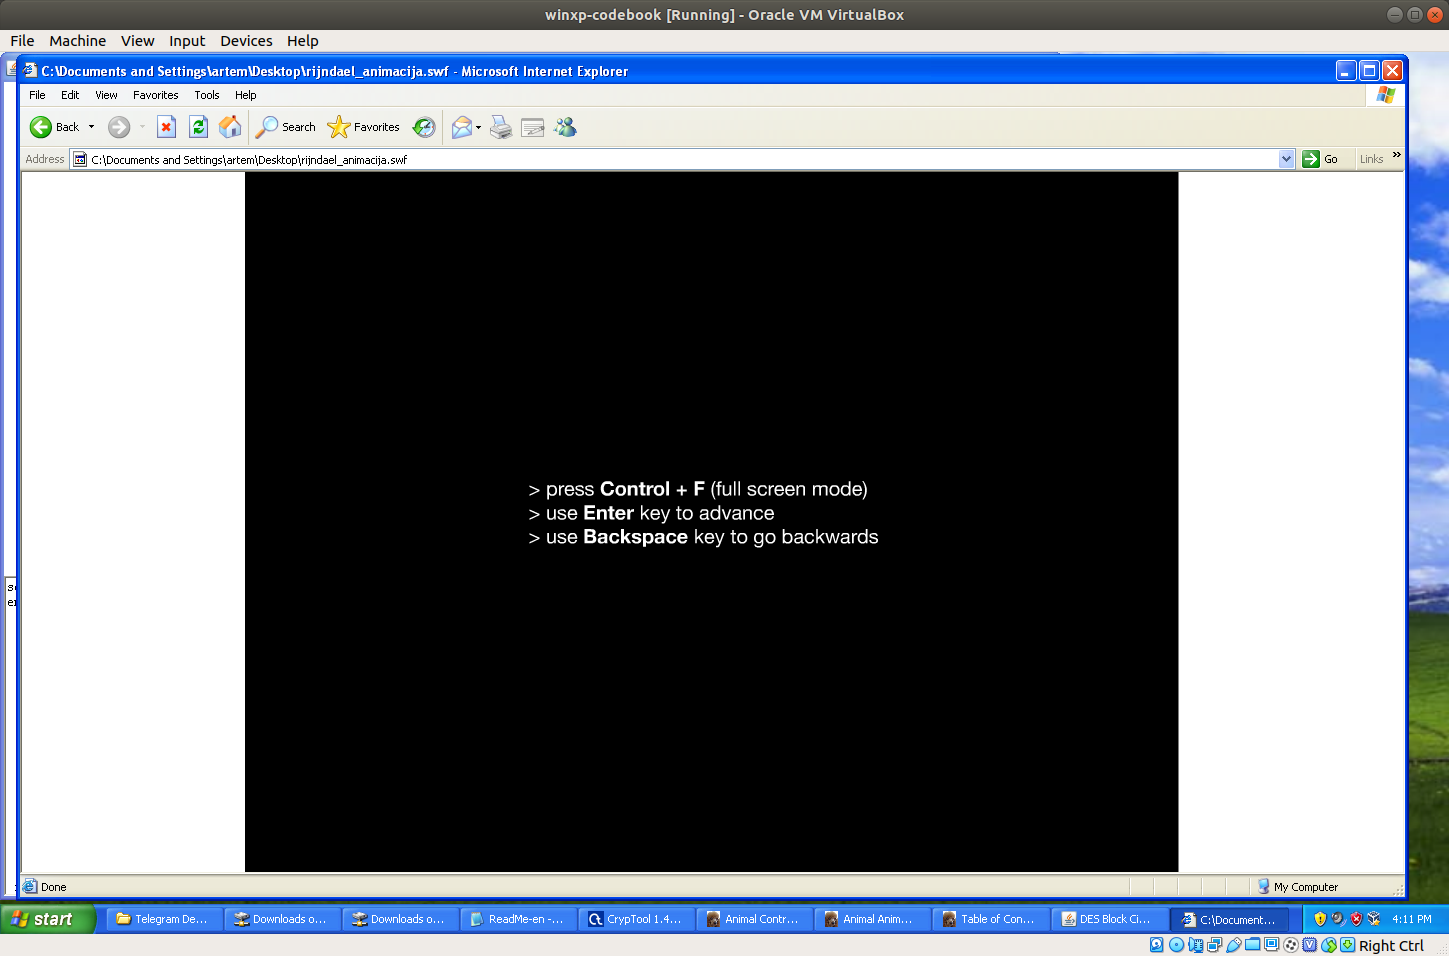 winxp-codebook [Running] - Oracle VM VirtualBox
File Machine View Input Devices Help
C:\Documents and Settings\artem\Desktop\rijndael_animacija.swf - Microsoft Internet Explorer
File Edit View Favorites Tools Help
Back Search Favorites
Address C:\Documents and Settings\artem\Desktop\rijndael_animacija.swf Go Links »
> press Control + F (full screen mode)
> use Enter key to advance
> use Backspace key to go backwards
Done My Computer
start Telegram De... Downloads o... Downloads o... ReadMe-en -... CrypTool 1.4... Animal Contr... Animal Anim... Table of Con... DES Block Ci... C:\Document... 4:11 PM
Right Ctrl